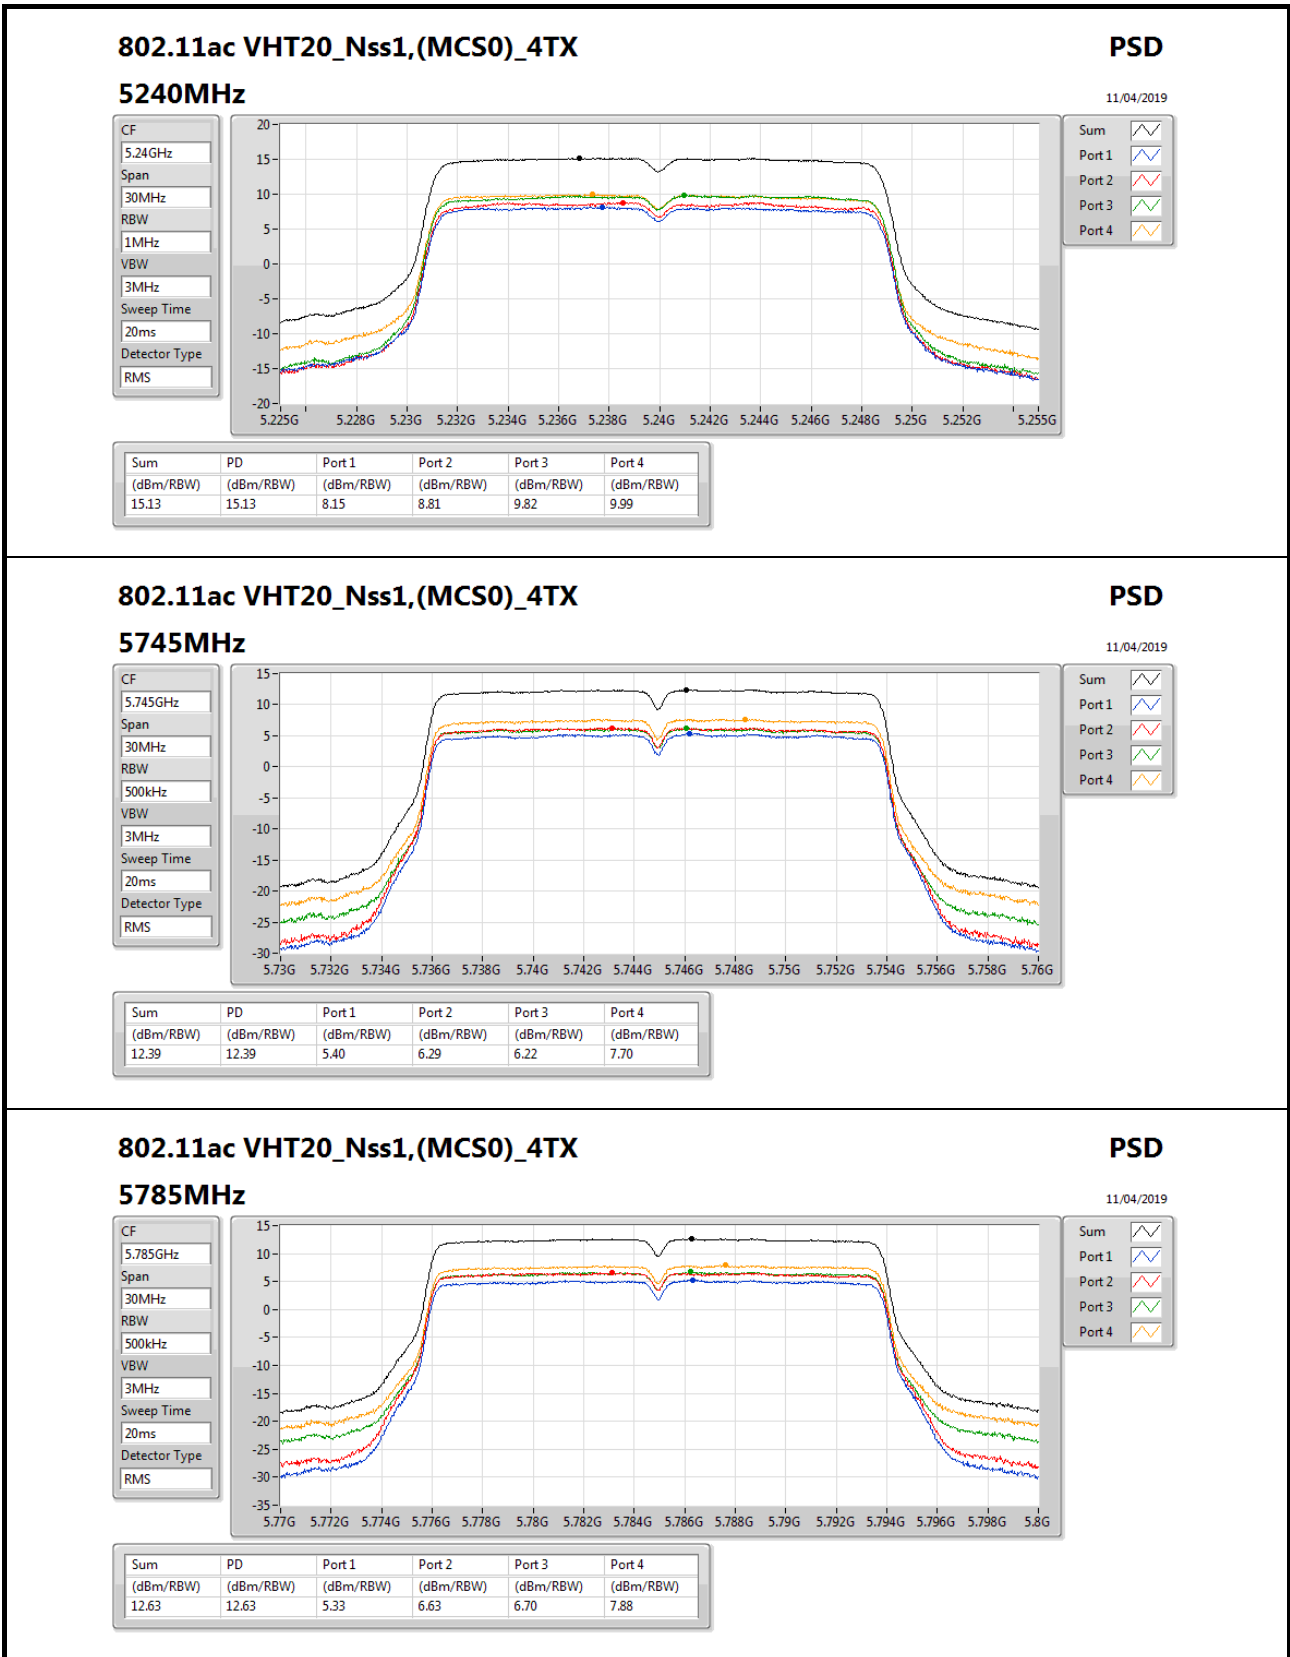 802.11ac VHT20_Nss1,(MCS0)_4TX PSD
5240MHz 11/04/2019
CF
5.24GHz
Span
30MHz
RBW
1MHz
VBW
3MHz
Sweep Time
20ms
Detector Type
RMS
20
15
10
5
0
-5
-10
-15
-20
5.225G 5.228G 5.23G 5.232G 5.234G 5.236G 5.238G 5.24G 5.242G 5.244G 5.246G 5.248G 5.25G 5.252G 5.255G
Sum
Port 1
Port 2
Port 3
Port 4
Sum PD Port 1 Port 2 Port 3 Port 4
(dBm/RBW) (dBm/RBW) (dBm/RBW) (dBm/RBW) (dBm/RBW) (dBm/RBW)
15.13 15.13 8.15 8.81 9.82 9.99
802.11ac VHT20_Nss1,(MCS0)_4TX PSD
5745MHz 11/04/2019
CF
5.745GHz
Span
30MHz
RBW
500kHz
VBW
3MHz
Sweep Time
20ms
Detector Type
RMS
15
10
5
0
-5
-10
-15
-20
-25
-30
5.73G 5.732G 5.734G 5.736G 5.738G 5.74G 5.742G 5.744G 5.746G 5.748G 5.75G 5.752G 5.754G 5.756G 5.758G 5.76G
Sum
Port 1
Port 2
Port 3
Port 4
Sum PD Port 1 Port 2 Port 3 Port 4
(dBm/RBW) (dBm/RBW) (dBm/RBW) (dBm/RBW) (dBm/RBW) (dBm/RBW)
12.39 12.39 5.40 6.29 6.22 7.70
802.11ac VHT20_Nss1,(MCS0)_4TX PSD
5785MHz 11/04/2019
CF
5.785GHz
Span
30MHz
RBW
500kHz
VBW
3MHz
Sweep Time
20ms
Detector Type
RMS
15
10
5
0
-5
-10
-15
-20
-25
-30
-35
5.77G 5.772G 5.774G 5.776G 5.778G 5.78G 5.782G 5.784G 5.786G 5.788G 5.79G 5.792G 5.794G 5.796G 5.798G 5.8G
Sum
Port 1
Port 2
Port 3
Port 4
Sum PD Port 1 Port 2 Port 3 Port 4
(dBm/RBW) (dBm/RBW) (dBm/RBW) (dBm/RBW) (dBm/RBW) (dBm/RBW)
12.63 12.63 5.33 6.63 6.70 7.88